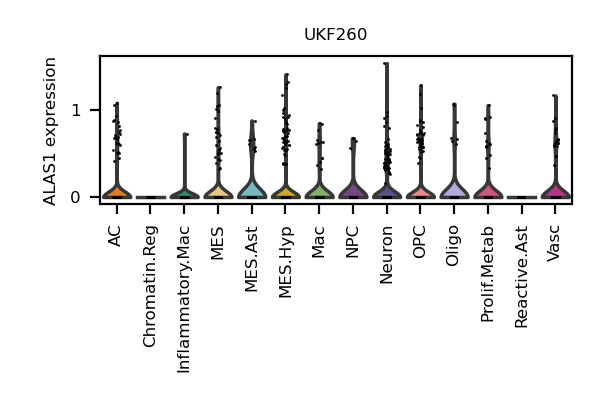 UKF260
ALAS1 expression
1
0
AC
Chromatin.Reg
Inflammatory.Mac
MES
MES.Ast
MES.Hyp
Mac
NPC
Neuron
OPC
Oligo
Prolif.Metab
Reactive.Ast
Vasc